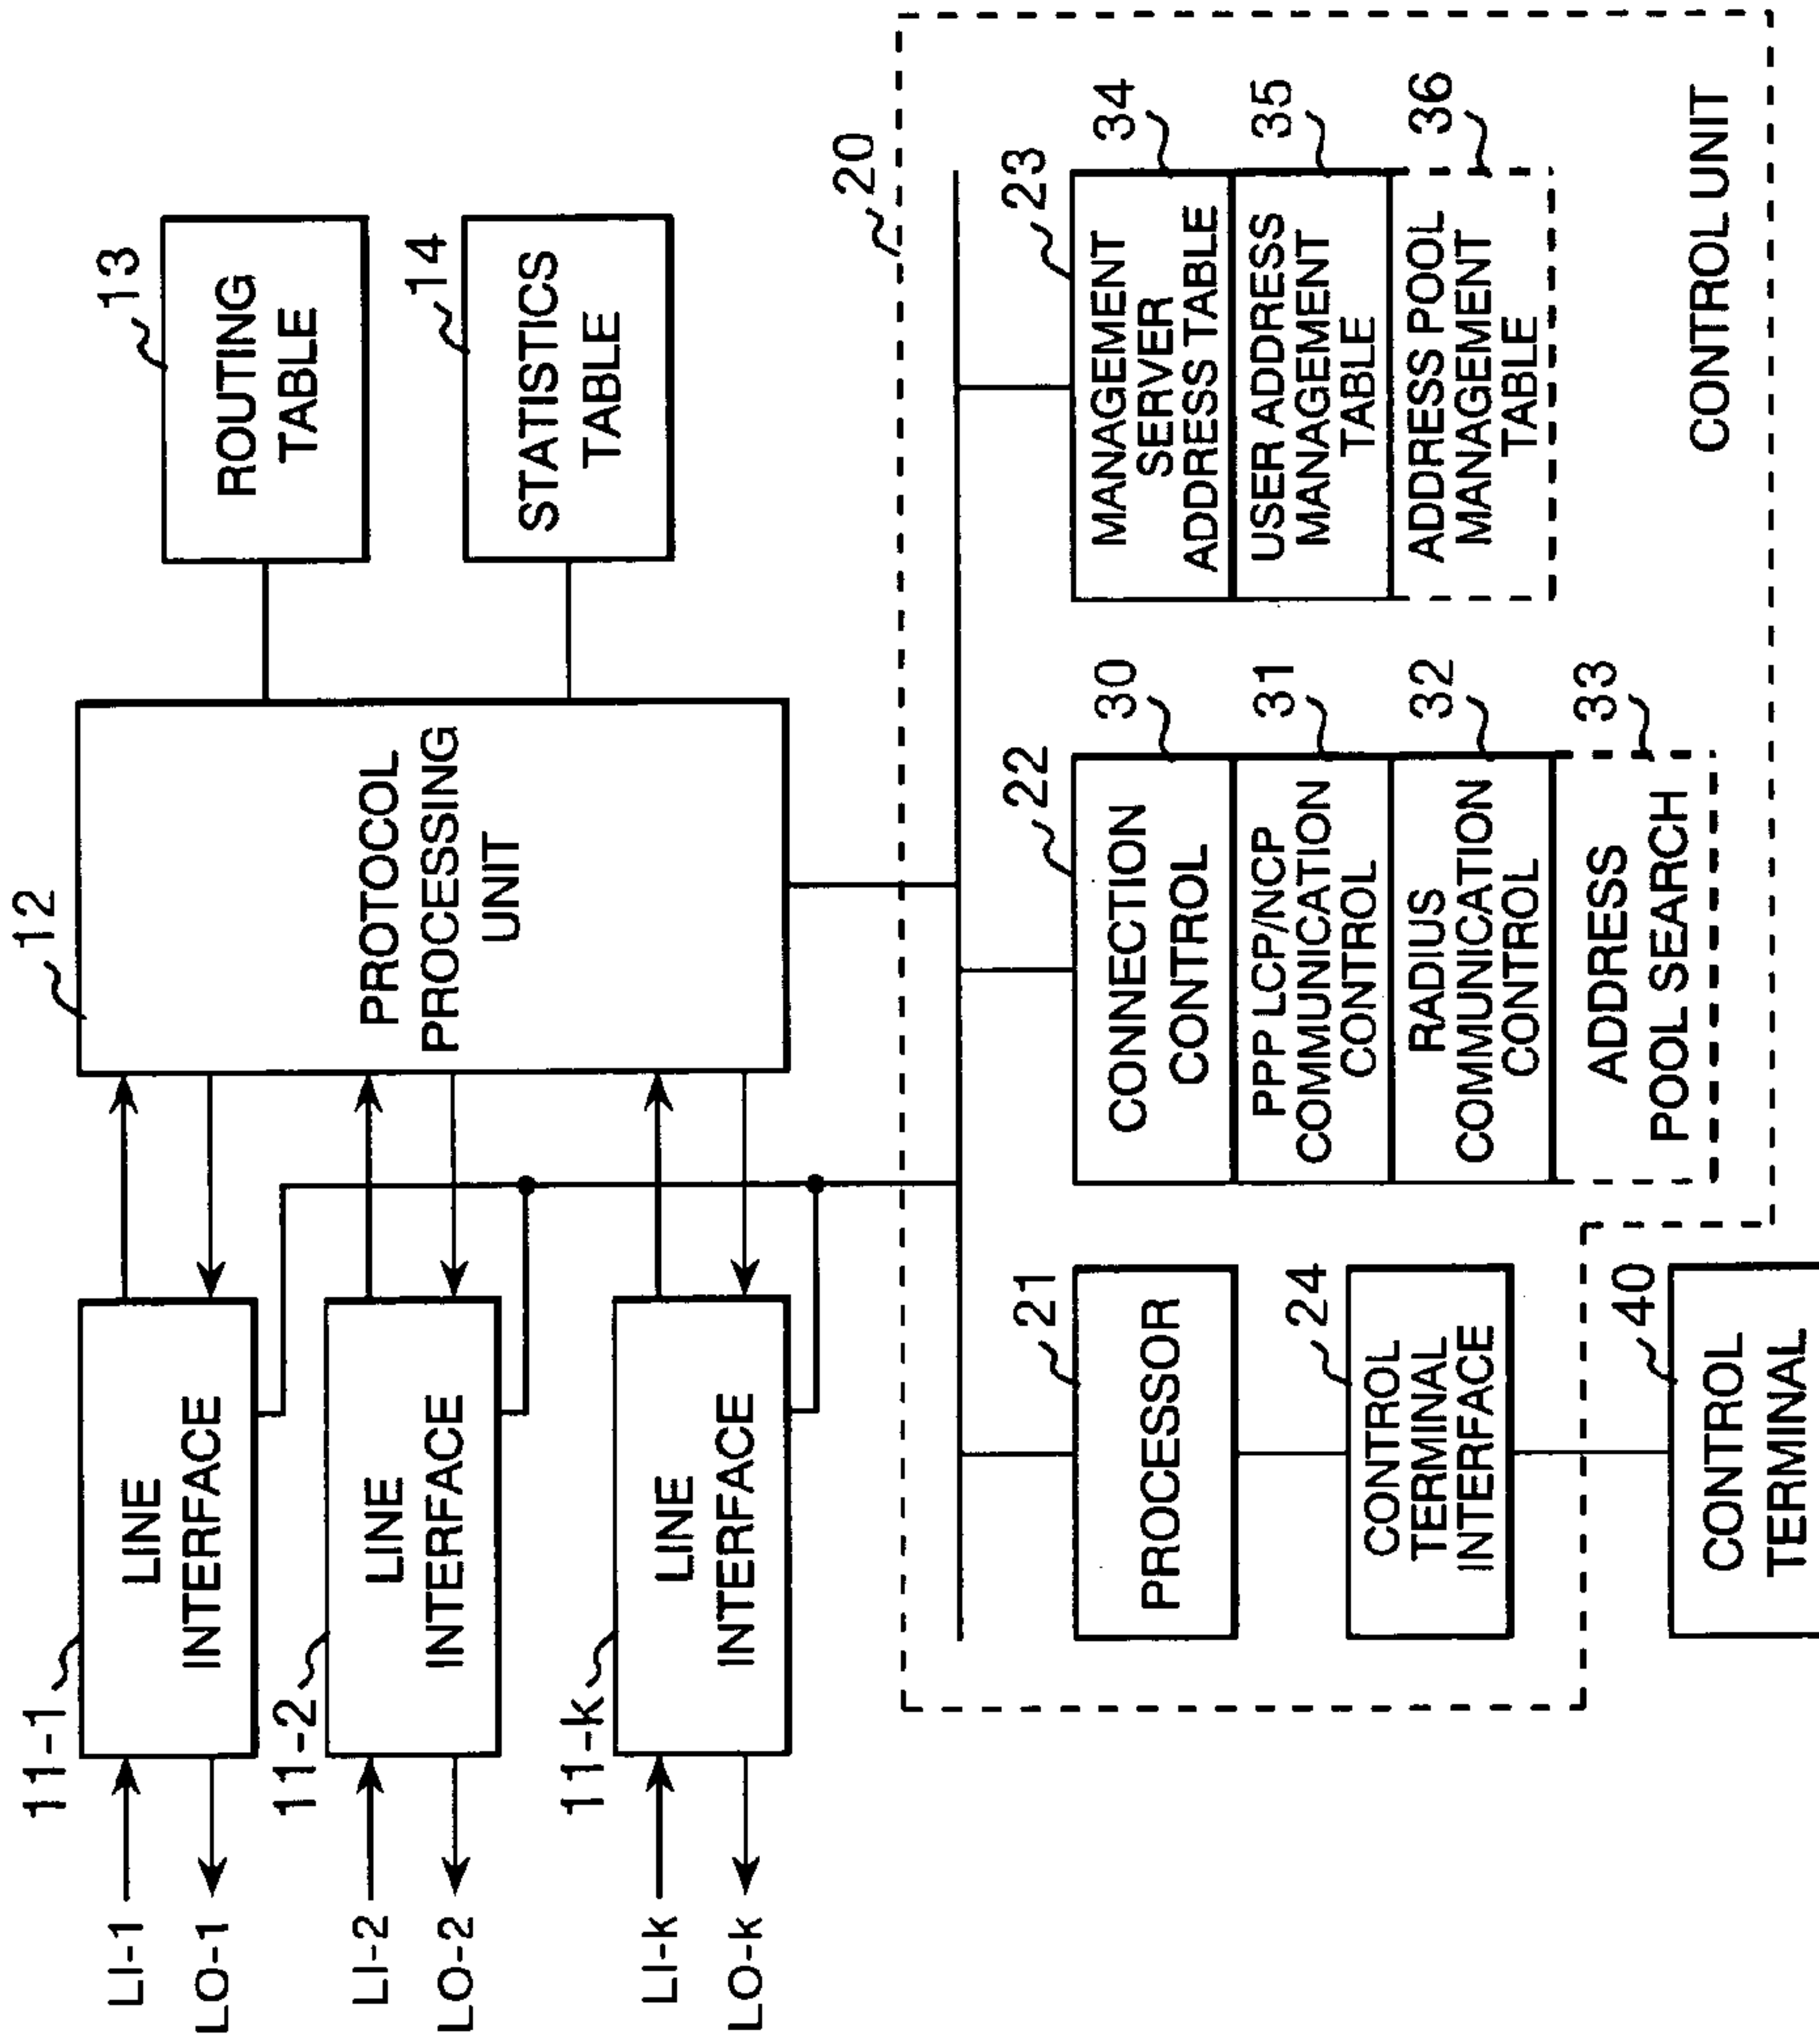 LI-1
LO-1
LI-2
LO-2
LI-k
LO-k
11-1
LINE
INTERFACE
11-2
LINE
INTERFACE
11-k
LINE
INTERFACE
12
PROTOCOL
PROCESSING
UNIT
13
ROUTING
TABLE
14
STATISTICS
TABLE
20
21
PROCESSOR
24
CONTROL
TERMINAL
INTERFACE
40
CONTROL
TERMINAL
22
CONNECTION
CONTROL
30
PPP LCP/NCP
COMMUNICATION
CONTROL
31
RADIUS
COMMUNICATION
CONTROL
32
ADDRESS
POOL SEARCH
33
23
MANAGEMENT
SERVER
ADDRESS TABLE
34
USER ADDRESS
MANAGEMENT
TABLE
35
ADDRESS POOL
MANAGEMENT
TABLE
36
CONTROL UNIT